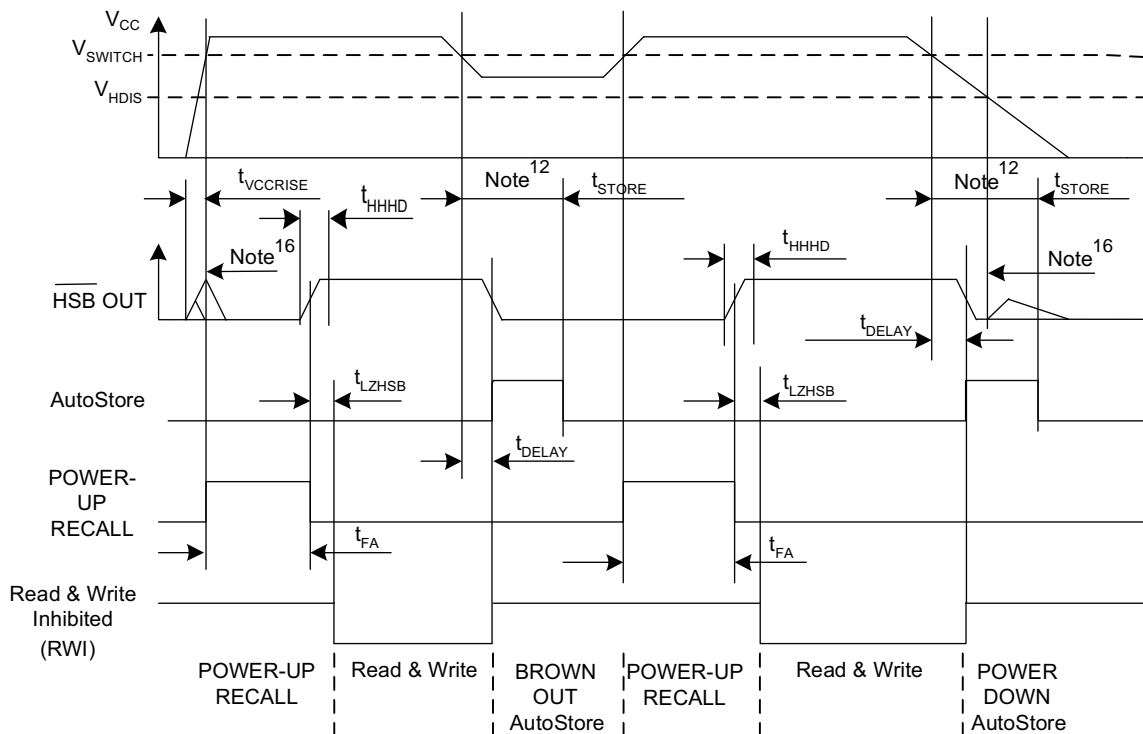 VCC
VSWITCH
VHDIS
tVCCRISE
Note12
tSTORE
Note12
tSTORE
tHHHD
Note16
tHHHD
Note16
HSB OUT
tDELAY
tLZHSB
tLZHSB
AutoStore
tDELAY
POWER-
UP
RECALL
tFA
tFA
Read & Write
Inhibited
(RWI)
POWER-UP
RECALL
Read & Write
BROWN
OUT
AutoStore
POWER-UP
RECALL
Read & Write
POWER
DOWN
AutoStore